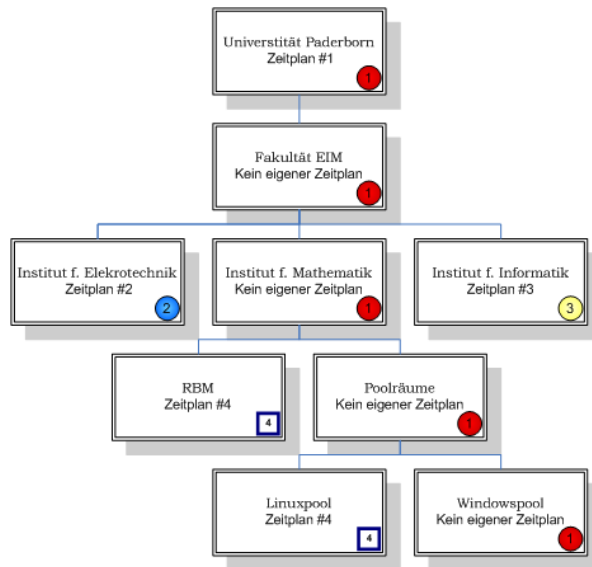 Universtität Paderborn
Zeitplan #1
1
Fakultät EIM
Kein eigener Zeitplan
1
Institut f. Elekrotechnik
Zeitplan #2
2
Institut f. Mathematik
Kein eigener Zeitplan
1
Institut f. Informatik
Zeitplan #3
3
RBM
Zeitplan #4
4
Poolräume
Kein eigener Zeitplan
1
Linuxpool
Zeitplan #4
4
Windowspool
Kein eigener Zeitplan
1